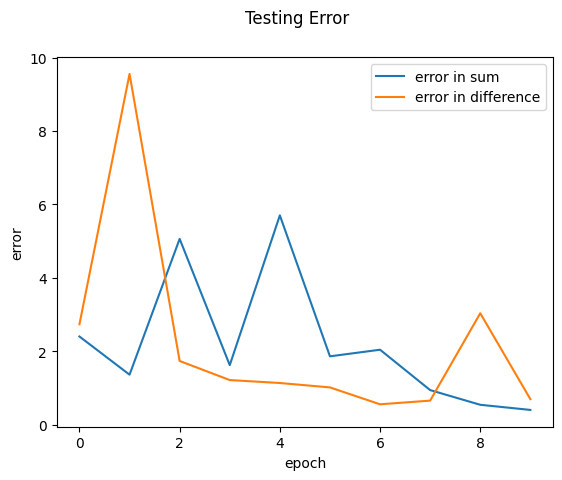 Testing Error
error in sum
error in difference
10
8
6
4
2
0
error
0 2 4 6 8
epoch